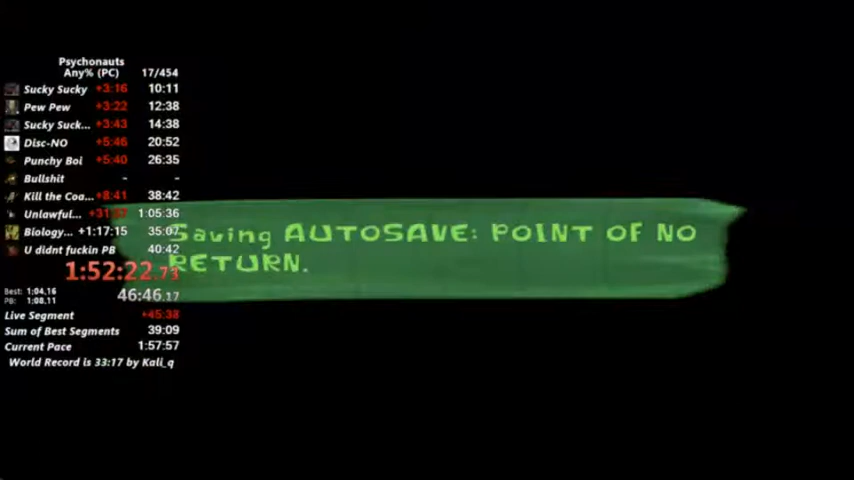 Psychonauts
Any% (PC) 17/454
Sucky Sucky +3:16 10:11
Pew Pew +3:22 12:38
Sucky Suck... +3:43 14:38
Disc-NO +5:46 20:52
Punchy Boi +5:40 26:35
Bullshit - -
Kill the Coa... +8:41 38:42
Unlawful... 1:05:36
Biology... +1:17:15 35:07
U didnt fuckin PB 40:42
1:52:22.73
Best: 1:04.16
PB: 1:08.11
46:46.17
Live Segment +45:38
Sum of Best Segments 39:09
Current Pace 1:57:57
World Record is 33:17 by Kali_q
Saving AUTOSAVE: POINT OF NO
RETURN.